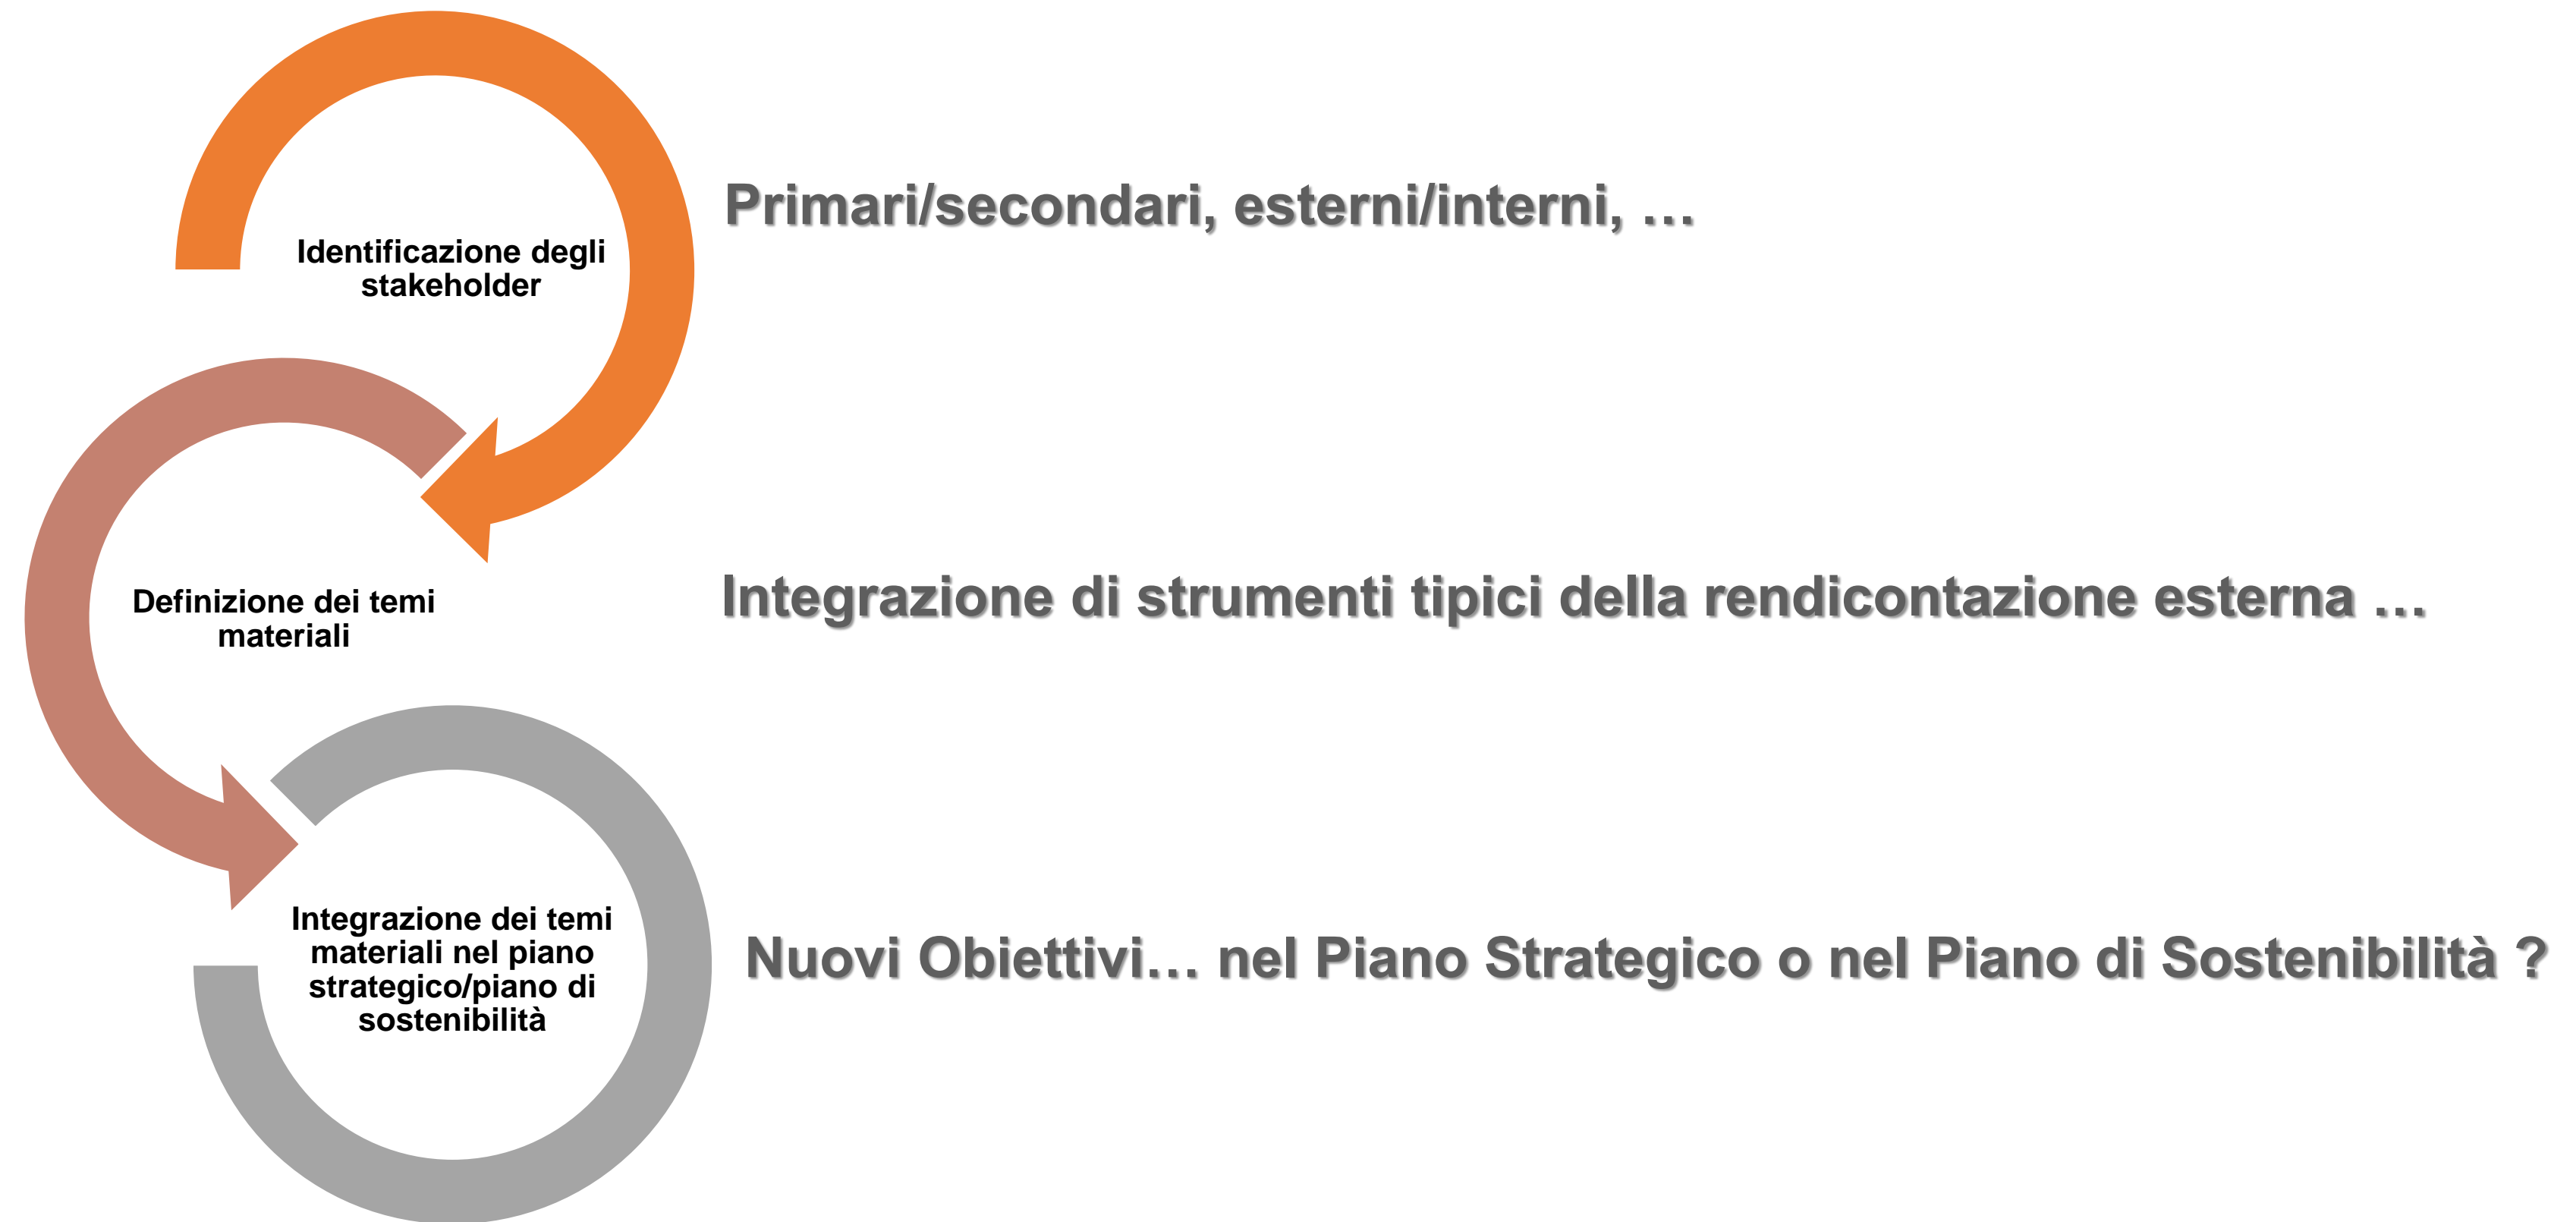 Primari/secondari, esterni/interni, …
Identificazione degli
stakeholder
Definizione dei temi
materiali
Integrazione di strumenti tipici della rendicontazione esterna …
Integrazione dei temi
materiali nel piano
strategico/piano di
sostenibilità
Nuovi Obiettivi… nel Piano Strategico o nel Piano di Sostenibilità ?